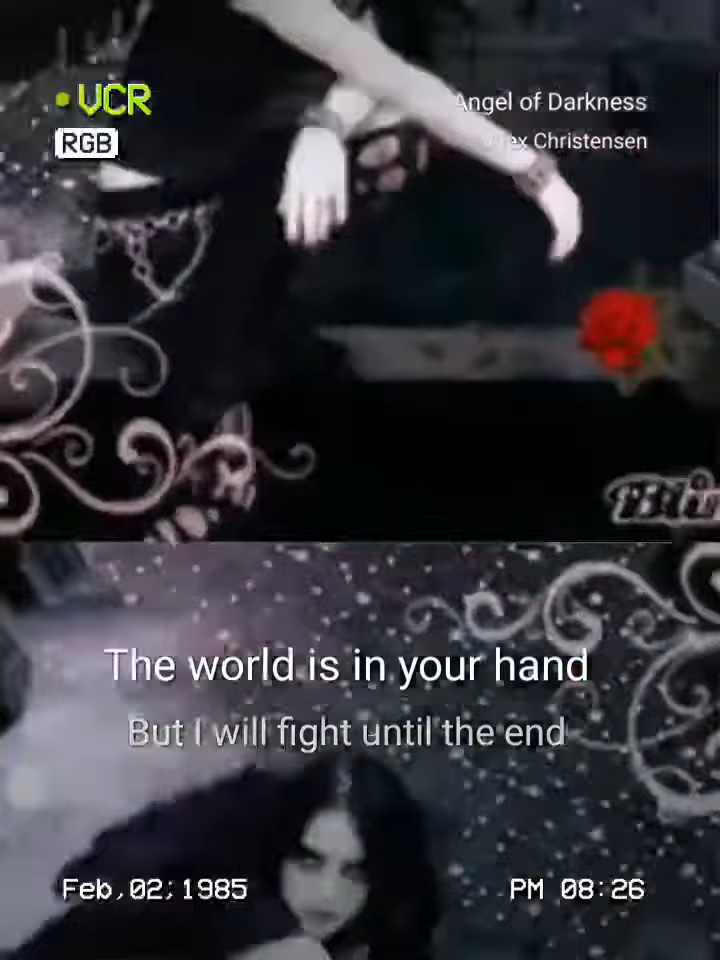 VCR
RGB
Angel of Darkness
Christensen
The world is in your hand
But I will fight until the end
Feb,02;1985
PM 08:26